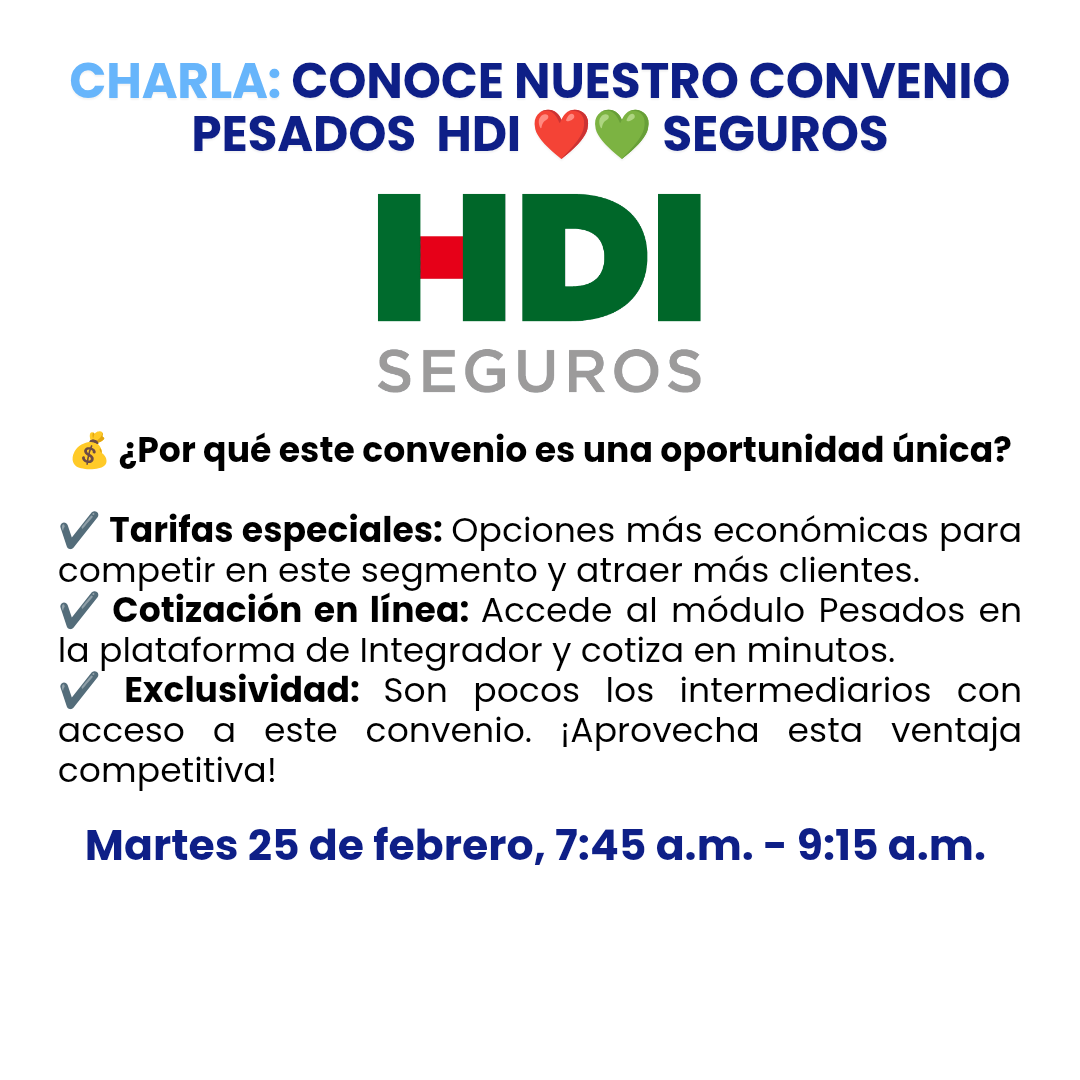 CHARLA: CONOCE NUESTRO CONVENIO
PESADOS HDI ❤️💚 SEGUROS
HDI
SEGUROS
💰 ¿Por qué este convenio es una oportunidad única?
✔️ Tarifas especiales: Opciones más económicas para
competir en este segmento y atraer más clientes.
✔️ Cotización en línea: Accede al módulo Pesados en
la plataforma de Integrador y cotiza en minutos.
✔️ Exclusividad: Son pocos los intermediarios con
acceso a este convenio. ¡Aprovecha esta ventaja
competitiva!
Martes 25 de febrero, 7:45 a.m. - 9:15 a.m.